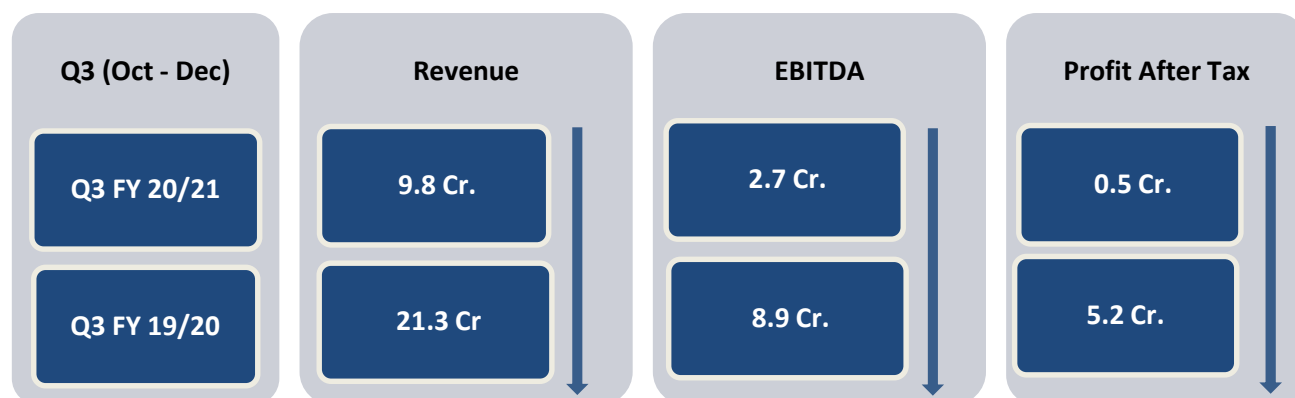 Q3 (Oct - Dec)
Revenue
EBITDA
Profit After Tax
Q3 FY 20/21
9.8 Cr.
2.7 Cr.
0.5 Cr.
Q3 FY 19/20
21.3 Cr
8.9 Cr.
5.2 Cr.